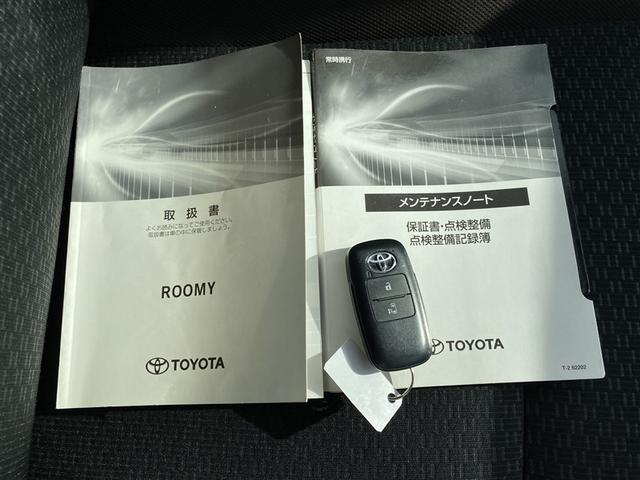 取扱書
よくお読みになってご使用ください。
取扱書は車の中に保管しましょう。
ROOMY
TOYOTA
常時携行
メンテナンスノート
保証書・点検整備
点検整備記録簿
TOYOTA
T-2 62202